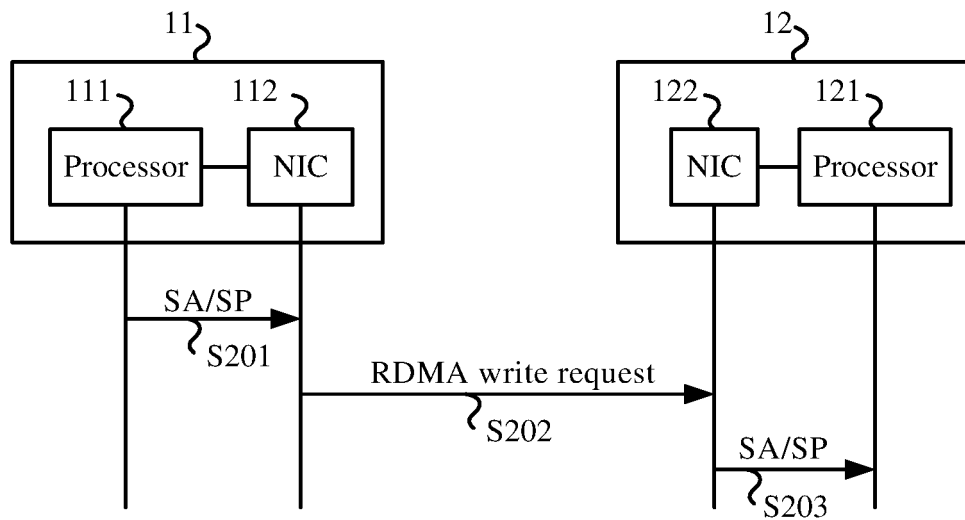 11
12
111
112
122
121
Processor
NIC
NIC
Processor
SA/SP
S201
RDMA write request
S202
SA/SP
S203